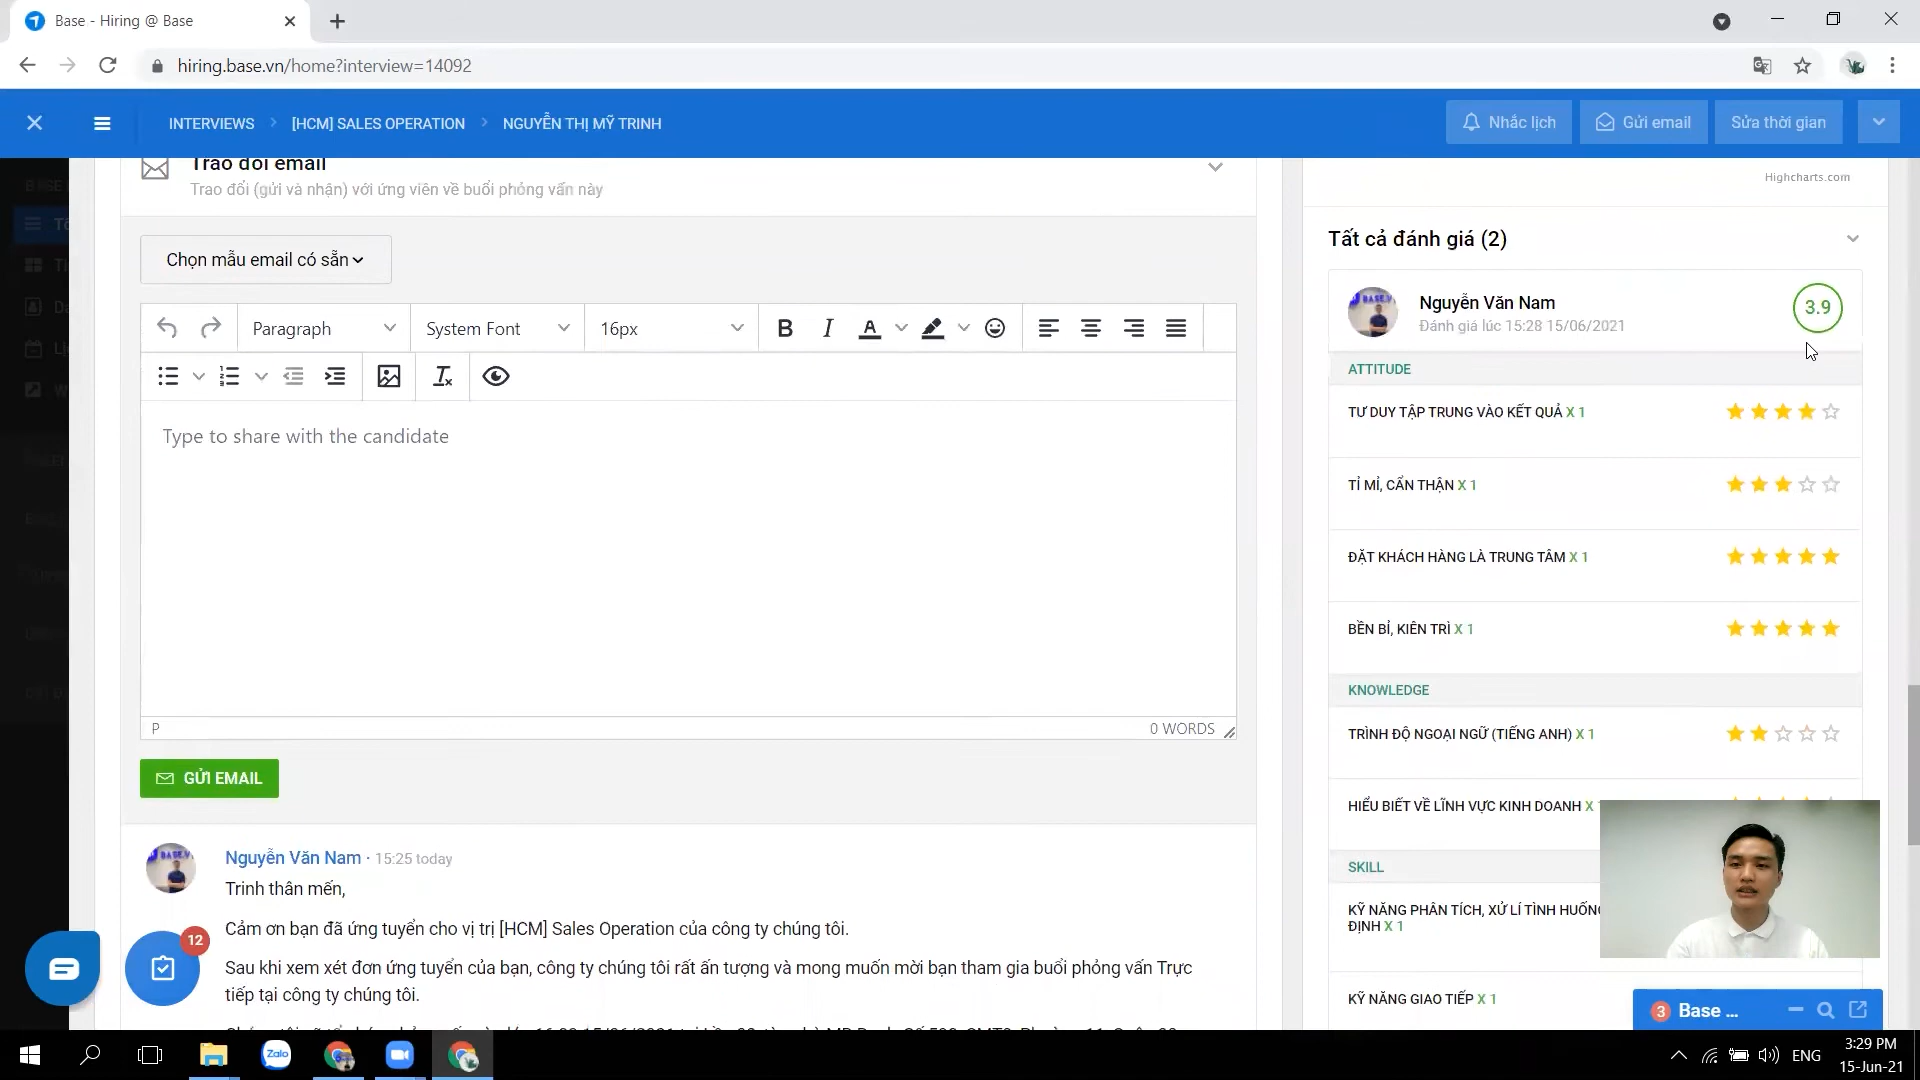 Base - Hiring @ Base
hiring.base.vn/home?interview=14092
INTERVIEWS
[HCM] SALES OPERATION
NGUYỄN THỊ MỸ TRINH
Nhắc lịch
Gửi email
Sửa thời gian
Trao đổi email
Trao đổi (gửi và nhận) với ứng viên về buổi phỏng vấn này
Chọn mẫu email có sẵn
Paragraph
System Font
16px
Type to share with the candidate
P
0 WORDS
GỬI EMAIL
Nguyễn Văn Nam · 15:25 today
Trinh thân mến,
Cảm ơn bạn đã ứng tuyển cho vị trí [HCM] Sales Operation của công ty chúng tôi.
Sau khi xem xét đơn ứng tuyển của bạn, công ty chúng tôi rất ấn tượng và mong muốn mời bạn tham gia buổi phỏng vấn Trực
tiếp tại công ty chúng tôi.
12
Highcharts.com
Tất cả đánh giá (2)
Nguyễn Văn Nam
3.9
Đánh giá lúc 15:28 15/06/2021
ATTITUDE
TƯ DUY TẬP TRUNG VÀO KẾT QUẢ X 1
TỈ MỈ, CẨN THẬN X 1
ĐẶT KHÁCH HÀNG LÀ TRUNG TÂM X 1
BỀN BỈ, KIÊN TRÌ X 1
KNOWLEDGE
TRÌNH ĐỘ NGOẠI NGỮ (TIẾNG ANH) X 1
HIỂU BIẾT VỀ LĨNH VỰC KINH DOANH X
SKILL
KỸ NĂNG PHÂN TÍCH, XỬ LÍ TÌNH HUỐNG
ĐỊNH X 1
KỸ NĂNG GIAO TIẾP X 1
3 Base ...
Zalo
ENG
3:29 PM
15-Jun-21